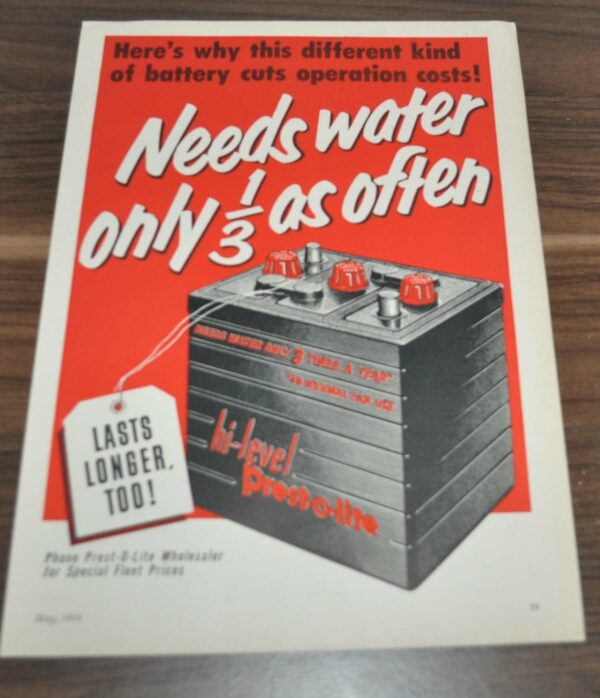 Here's why this different kind
of battery cuts operation costs!
Needs water
only 1/3 as often
NEEDS WATER ONLY 3 TIMES A YEAR*
*IN NORMAL CAR USE
hi-level
Prest-O-Lite
LASTS
LONGER,
TOO!
Phone Prest-O-Lite Wholesaler
for Special Fleet Prices
May,